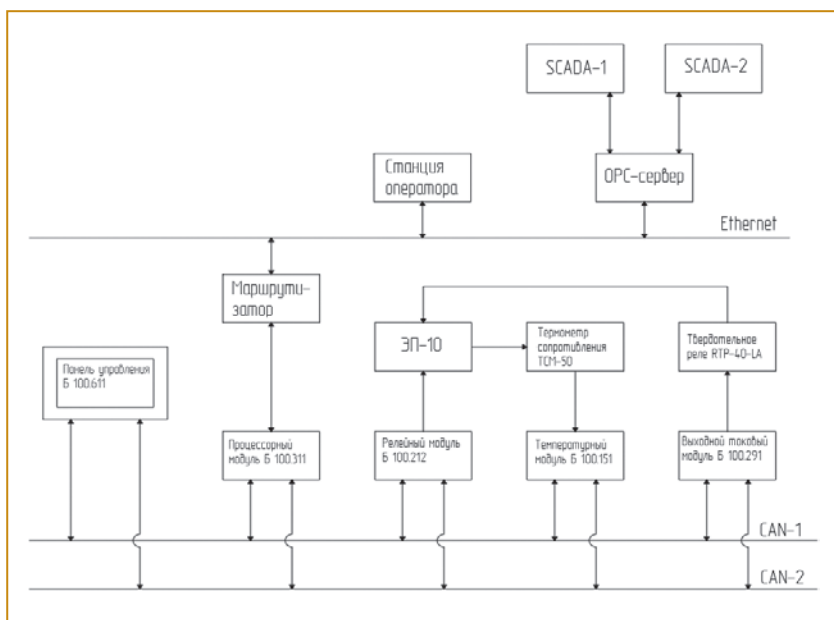 SCADA-1
SCADA-2
Станция
оператора
OPC-сервер
Ethernet
Маршрути-
затор
ЭП-10
Термометр
сопротивления
ТСМ-50
Твердотельное
реле RTP-40-LA
Панель управления
Б 100.611
Процессорный
модуль Б 100.311
Релейный модуль
Б 100.212
Температурный
модуль Б 100.151
Выходной токовый
модуль Б 100.291
CAN-1
CAN-2